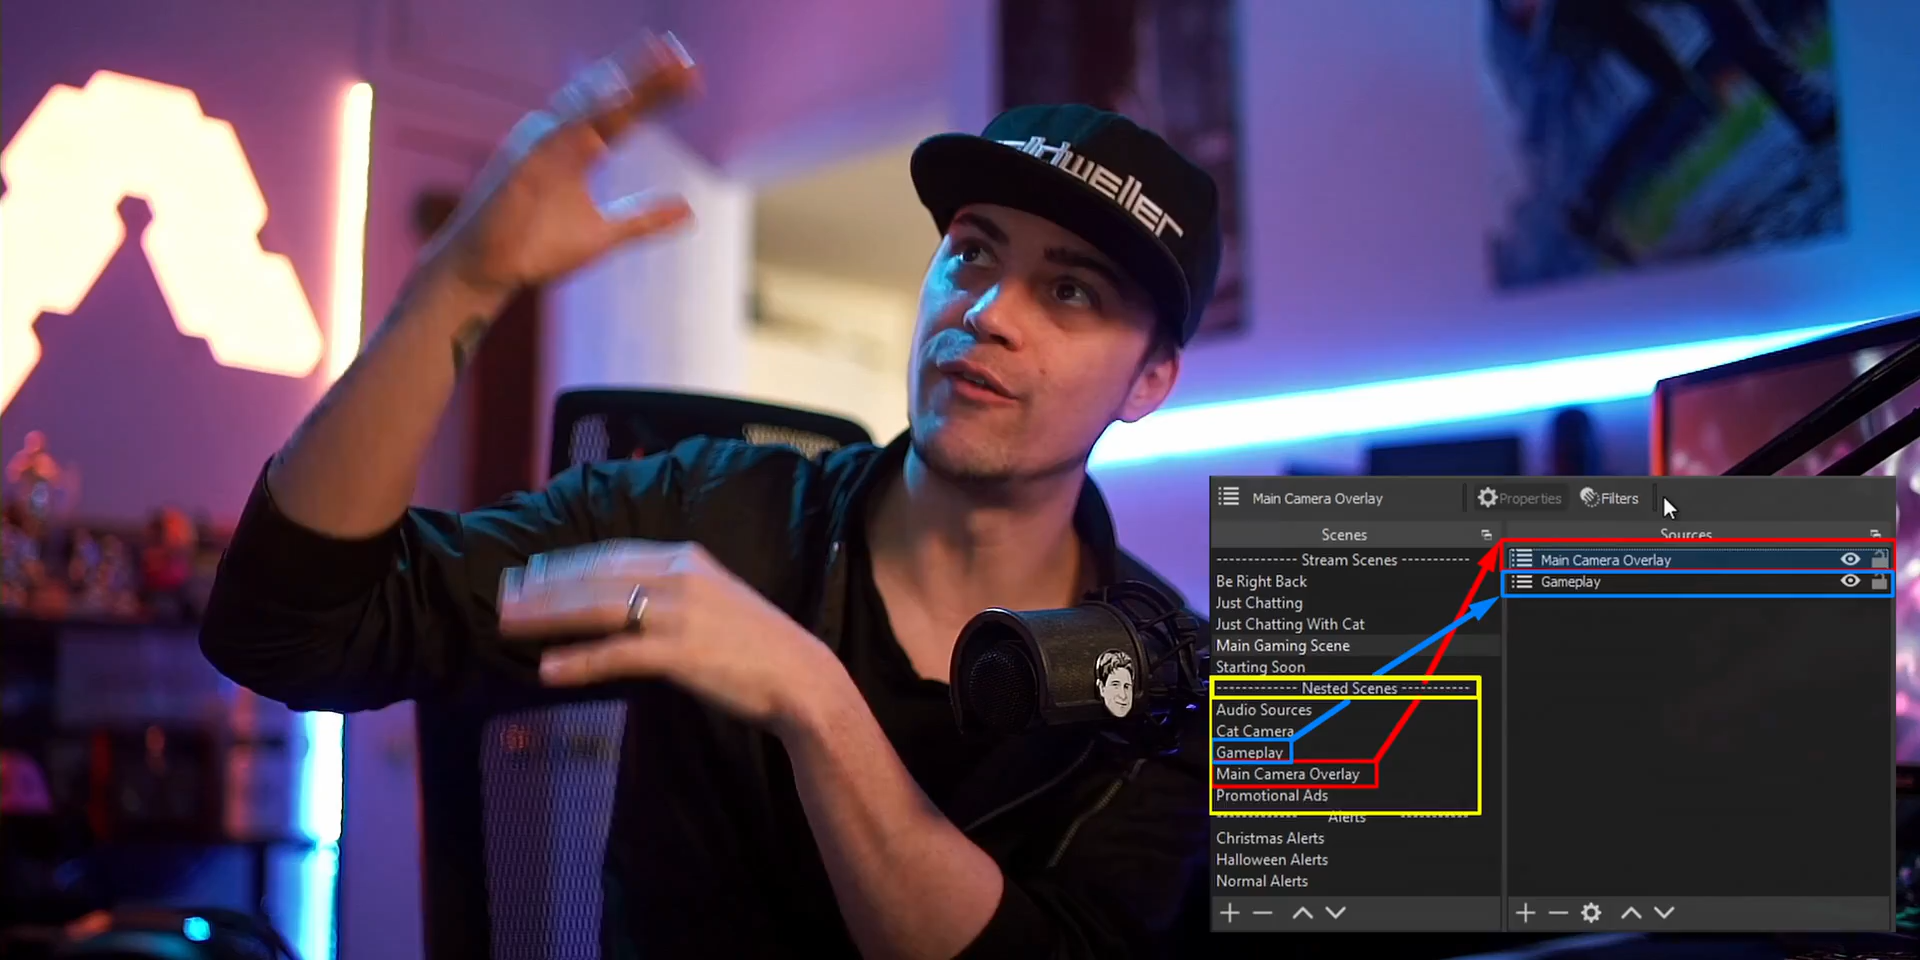 dweller
Main Camera Overlay
Properties
Filters
Scenes
Sources
Stream Scenes
Be Right Back
Just Chatting
Just Chatting With Cat
Main Gaming Scene
Starting Soon
Nested Scenes
Audio Sources
Cat Camera
Gameplay
Main Camera Overlay
Promotional Ads
Alerts
Christmas Alerts
Halloween Alerts
Normal Alerts
Main Camera Overlay
Gameplay